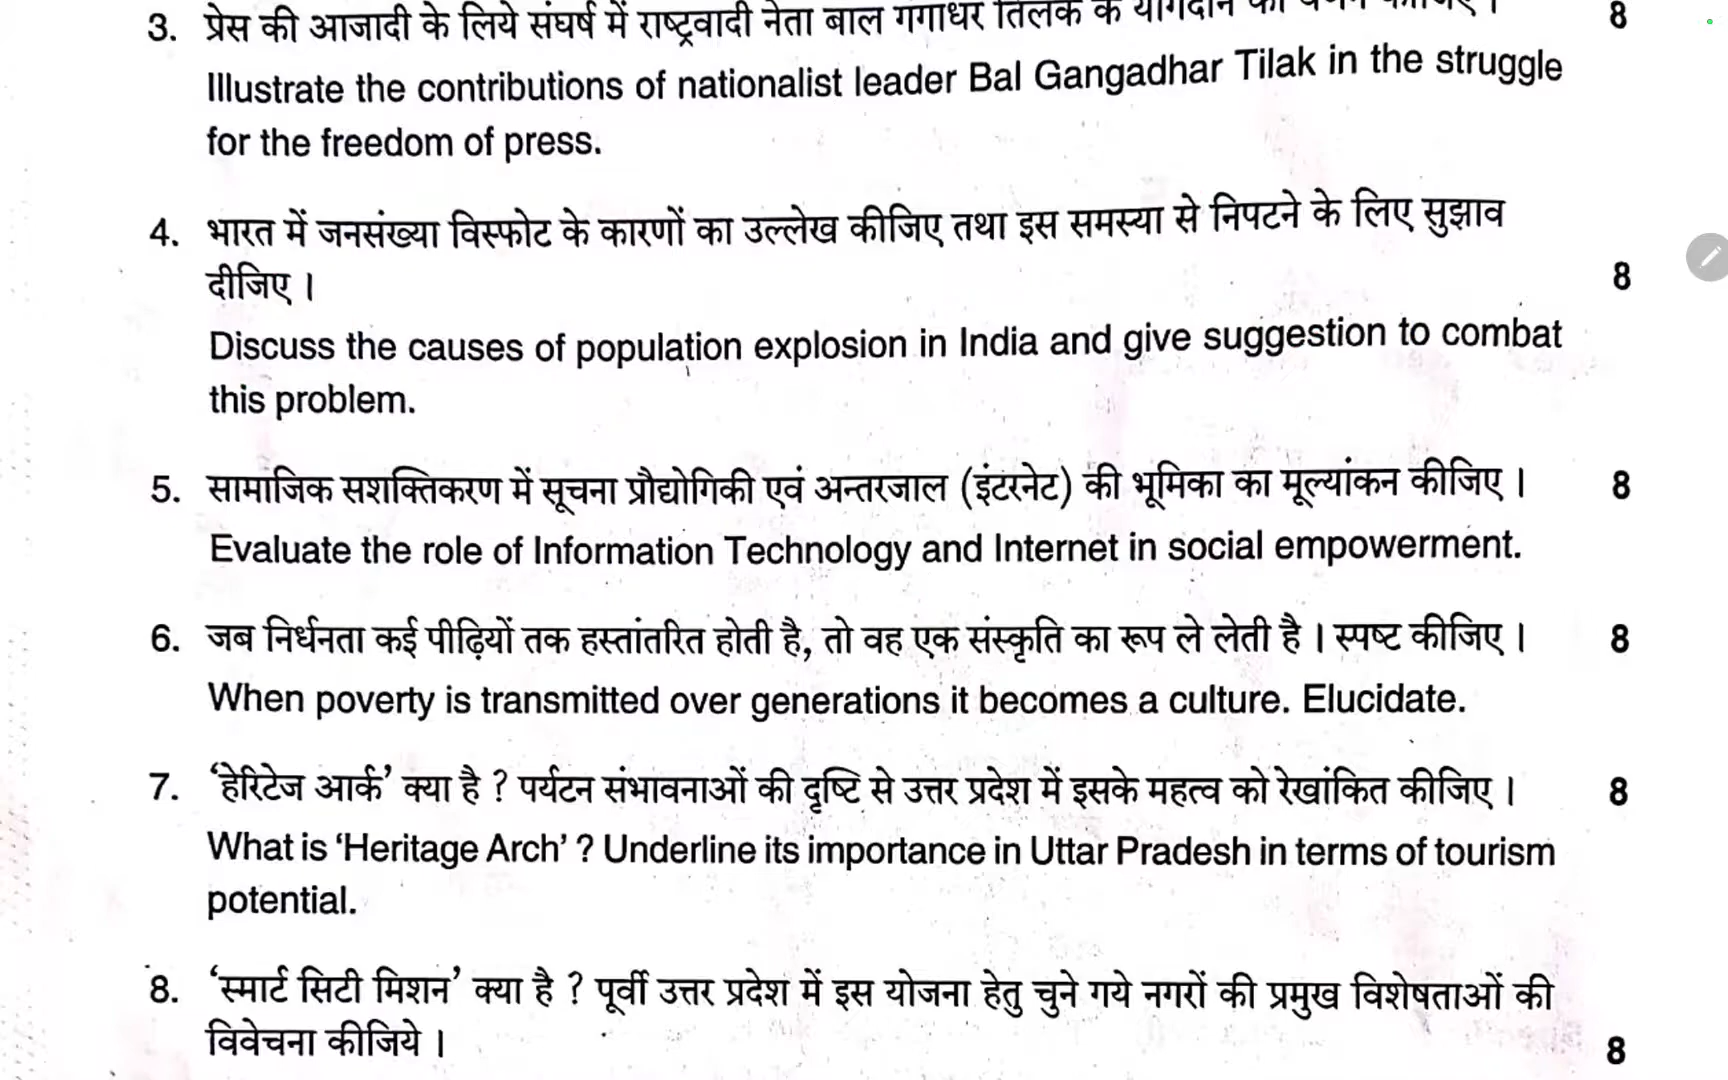 3. प्रेस की आजादी के लिये संघर्ष में राष्ट्रवादी नेता बाल गंगाधर तिलक के योगदान 8
Illustrate the contributions of nationalist leader Bal Gangadhar Tilak in the struggle
for the freedom of press.
4. भारत में जनसंख्या विस्फोट के कारणों का उल्लेख कीजिए तथा इस समस्या से निपटने के लिए सुझाव
दीजिए । 8
Discuss the causes of population explosion in India and give suggestion to combat
this problem.
5. सामाजिक सशक्तिकरण में सूचना प्रौद्योगिकी एवं अन्तरजाल (इंटरनेट) की भूमिका का मूल्यांकन कीजिए । 8
Evaluate the role of Information Technology and Internet in social empowerment.
6. जब निर्धनता कई पीढ़ियों तक हस्तांतरित होती है, तो वह एक संस्कृति का रूप ले लेती है । स्पष्ट कीजिए । 8
When poverty is transmitted over generations it becomes a culture. Elucidate.
7. ‘हेरिटेज आर्क’ क्या है ? पर्यटन संभावनाओं की दृष्टि से उत्तर प्रदेश में इसके महत्व को रेखांकित कीजिए । 8
What is ‘Heritage Arch’ ? Underline its importance in Uttar Pradesh in terms of tourism
potential.
8. ‘स्मार्ट सिटी मिशन’ क्या है ? पूर्वी उत्तर प्रदेश में इस योजना हेतु चुने गये नगरों की प्रमुख विशेषताओं की
विवेचना कीजिये । 8